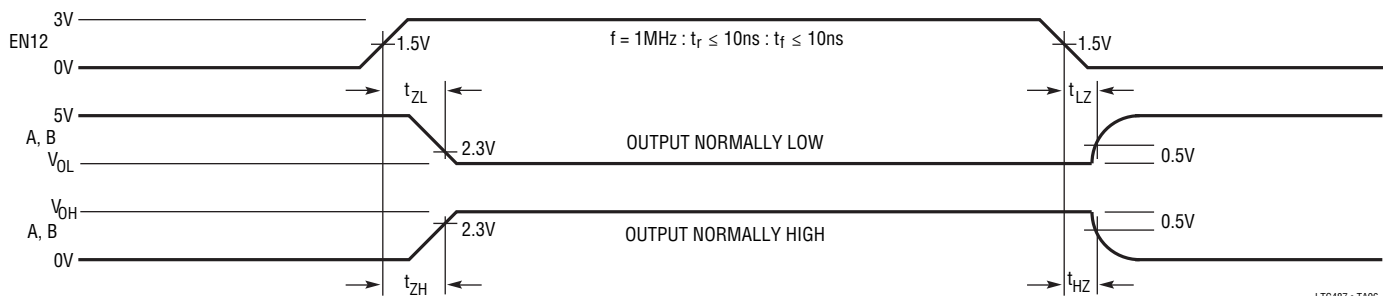 3V
EN12
1.5V
f = 1MHz : tr ≤ 10ns : tf ≤ 10ns
1.5V
0V
tZL
tLZ
5V
A, B
2.3V
OUTPUT NORMALLY LOW
0.5V
VOL
VOH
A, B
2.3V
OUTPUT NORMALLY HIGH
0.5V
0V
tZH
tHZ